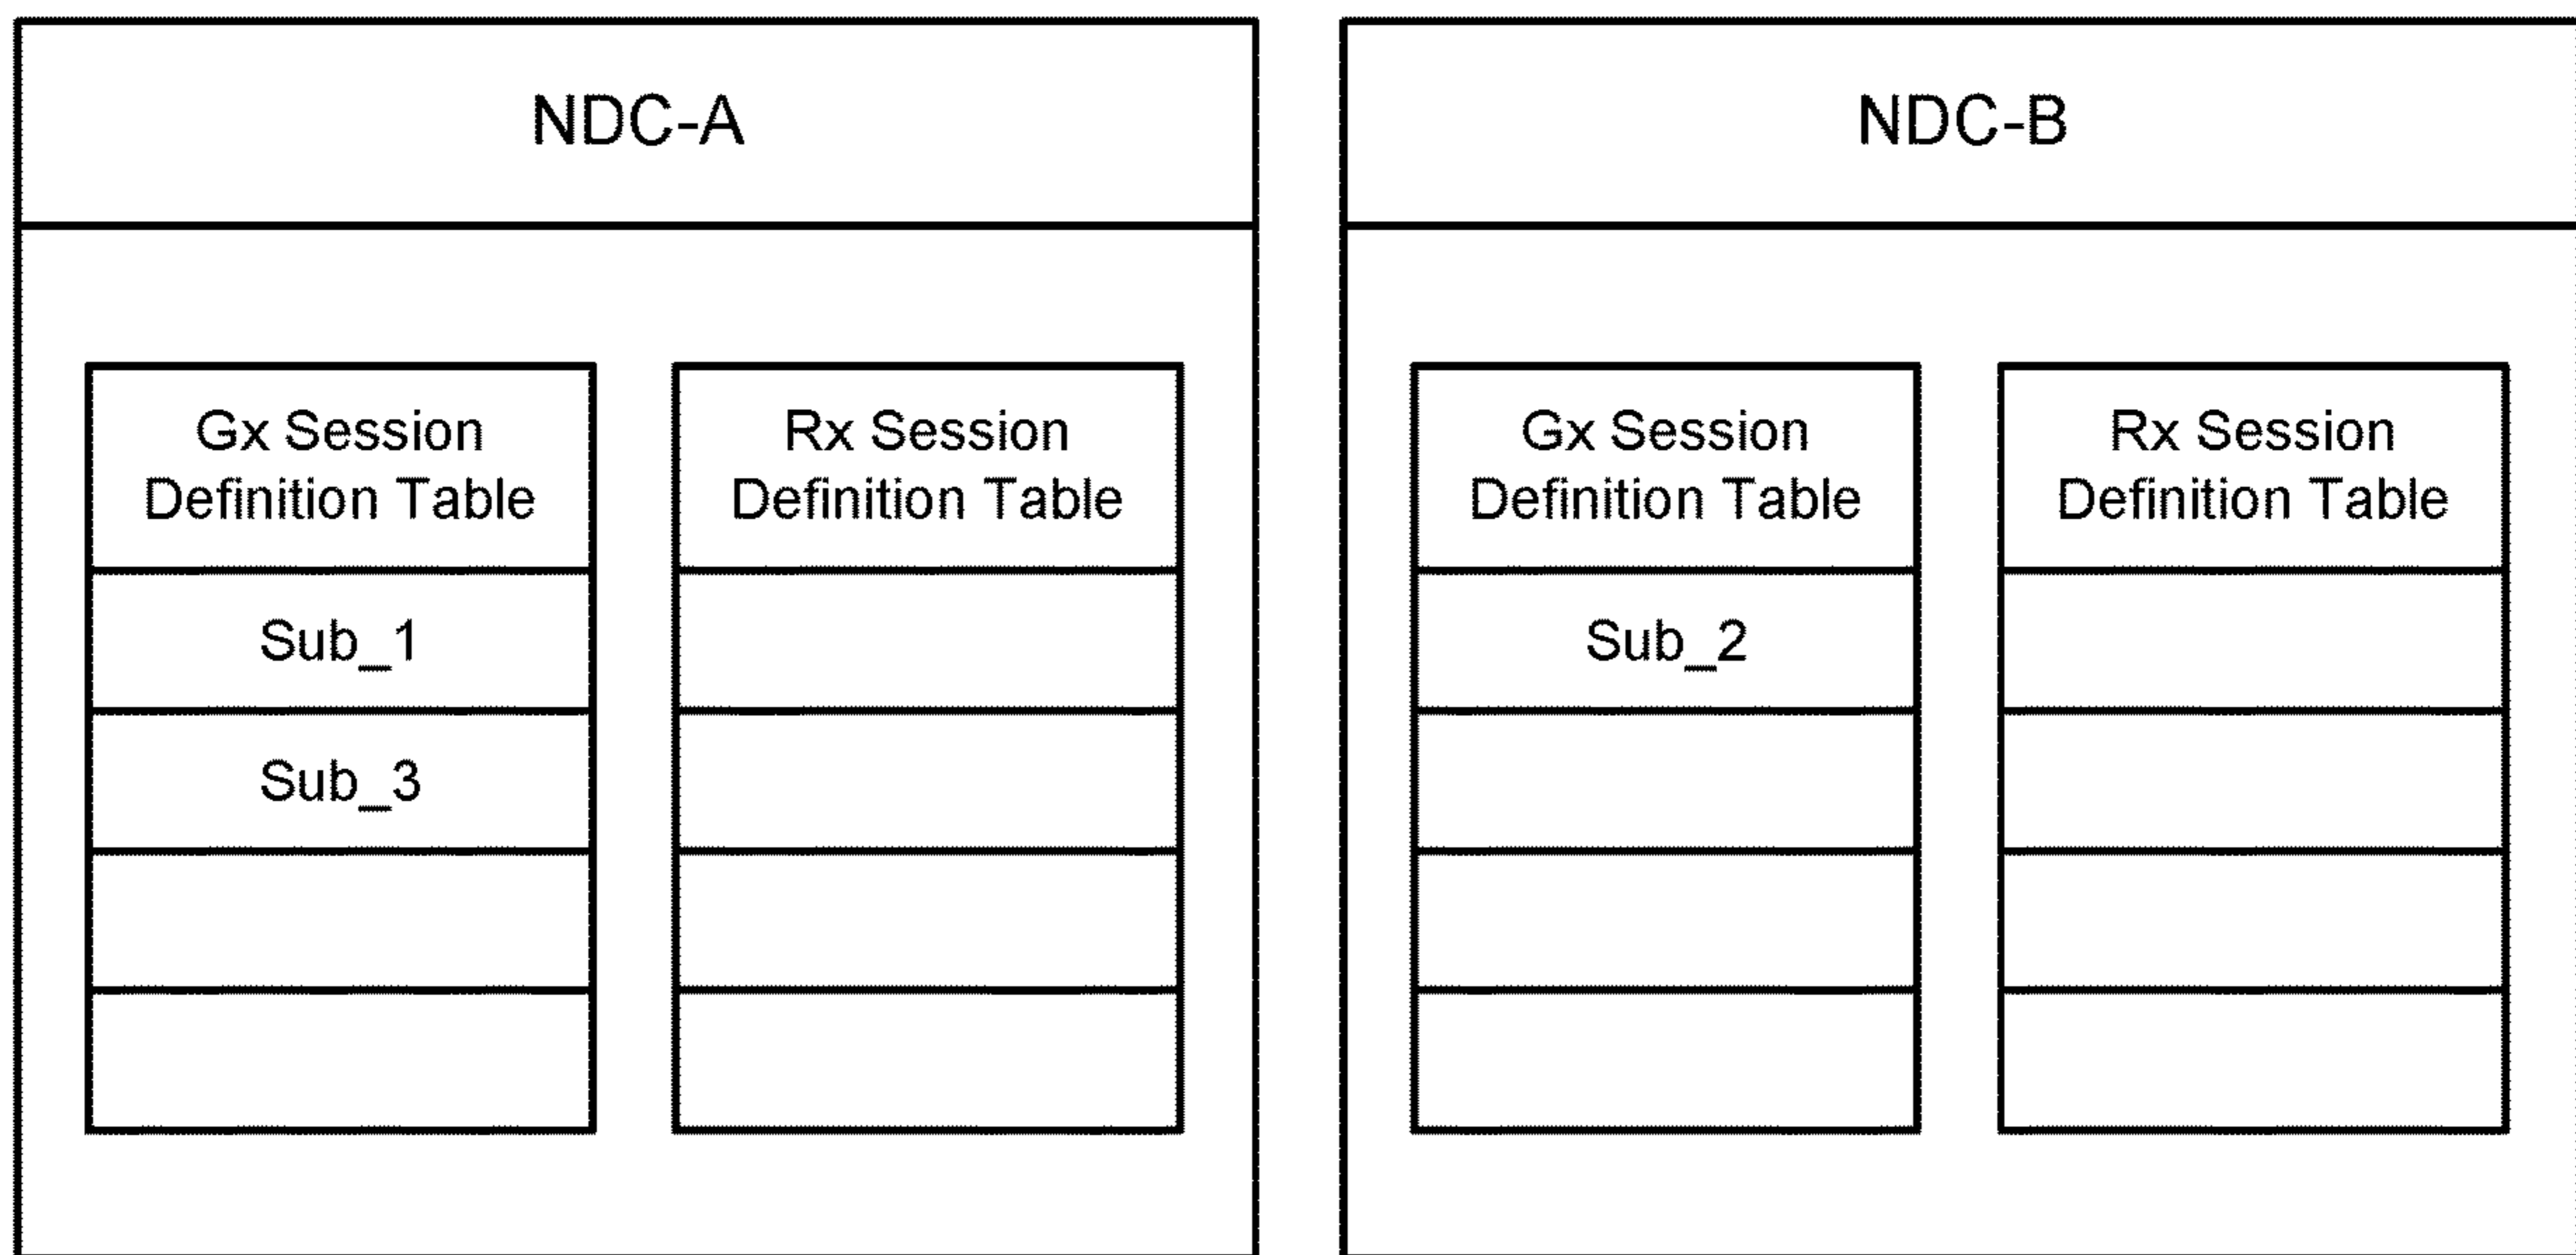 NDC-A
Gx Session
Definition Table
Sub_1
Sub_3
Rx Session
Definition Table
NDC-B
Gx Session
Definition Table
Sub_2
Rx Session
Definition Table